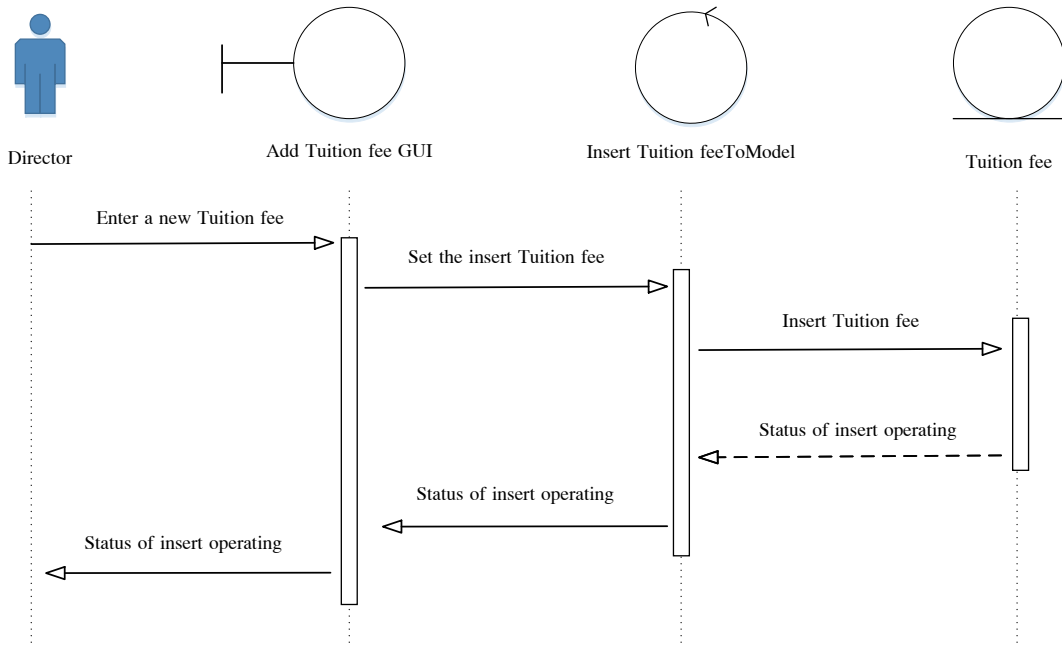 Director
Add Tuition fee GUI
Insert Tuition feeToModel
Tuition fee
Enter a new Tuition fee
Set the insert Tuition fee
Insert Tuition fee
Status of insert operating
Status of insert operating
Status of insert operating